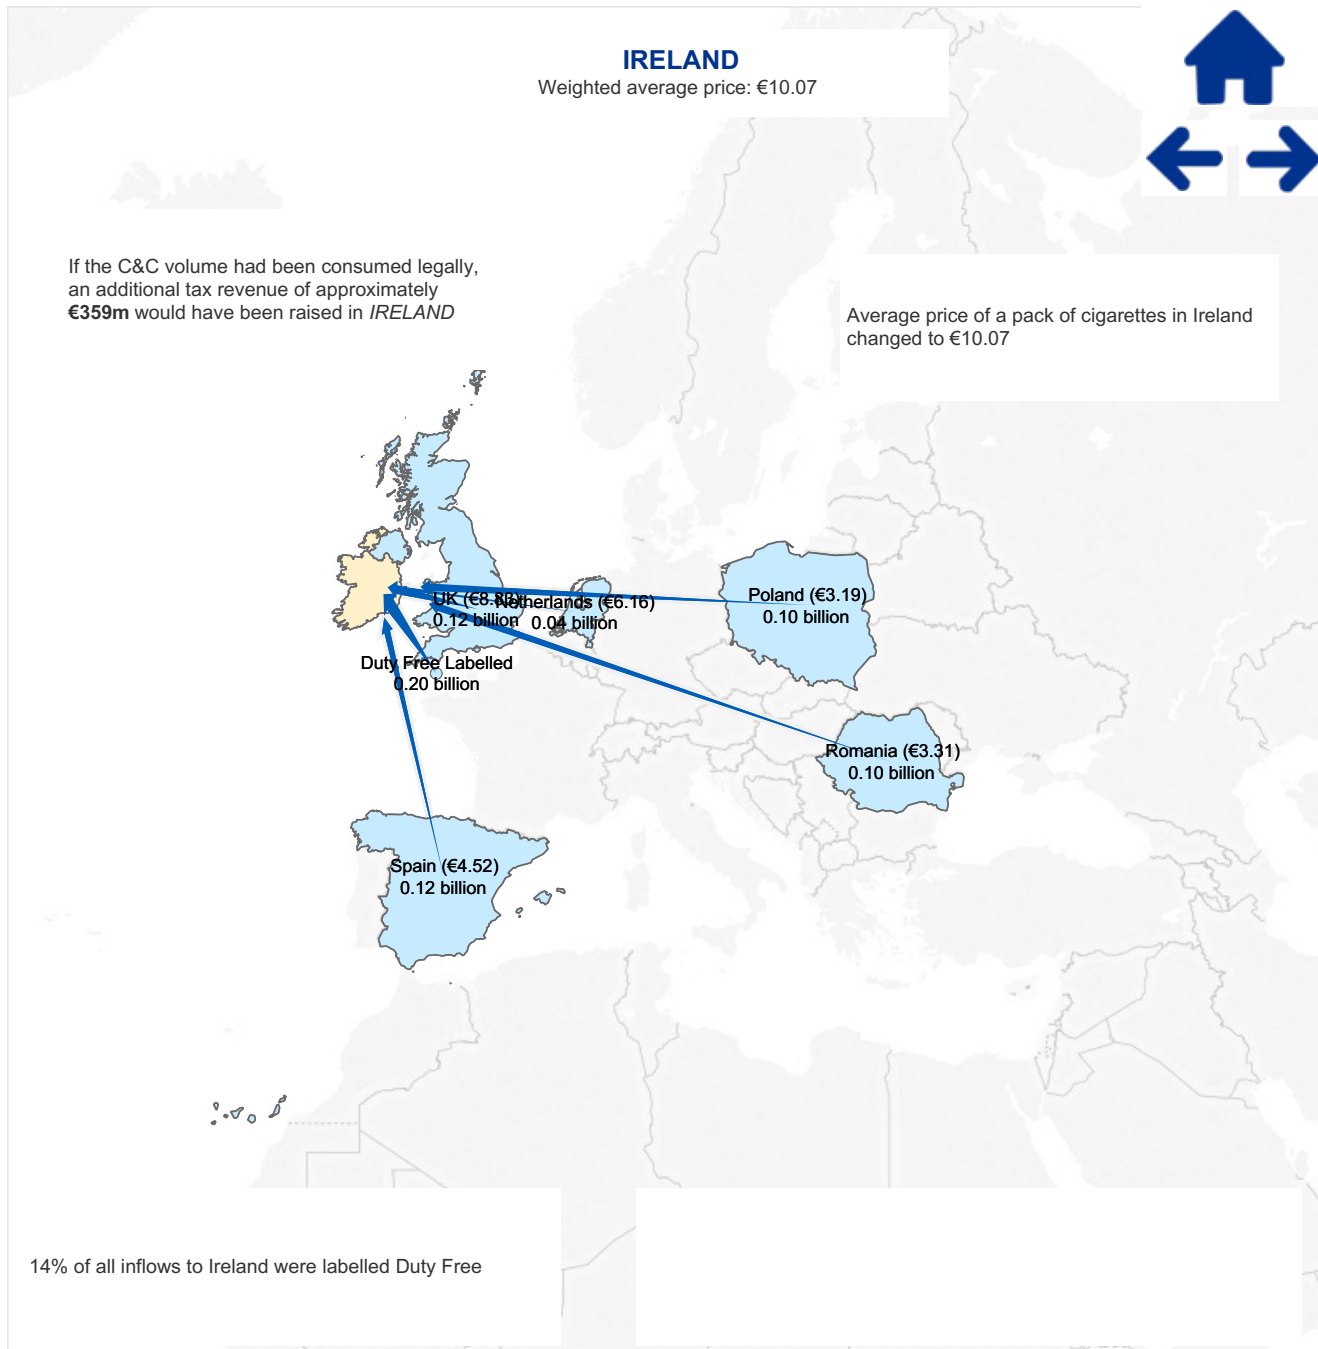 IRELAND
Weighted average price: €10.07
If the C&C volume had been consumed legally,
an additional tax revenue of approximately
€359m would have been raised in IRELAND
Average price of a pack of cigarettes in Ireland
changed to €10.07
UK (€8.83)
0.12 billion
Netherlands (€6.16)
0.04 billion
Poland (€3.19)
0.10 billion
Duty Free Labelled
0.20 billion
Romania (€3.31)
0.10 billion
Spain (€4.52)
0.12 billion
14% of all inflows to Ireland were labelled Duty Free